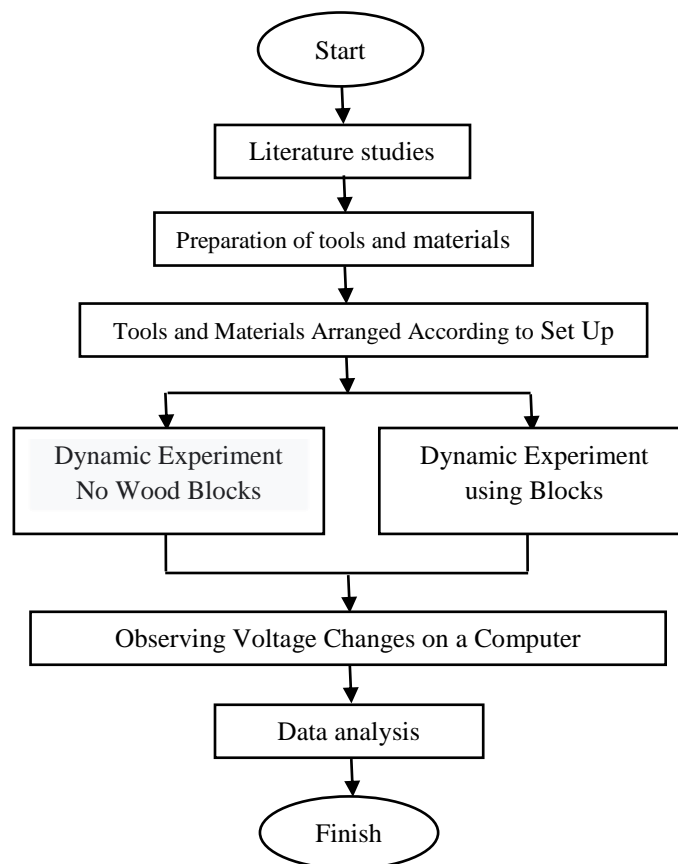 Start
Literature studies
Preparation of tools and materials
Tools and Materials Arranged According to Set Up
Dynamic Experiment
No Wood Blocks
Dynamic Experiment
using Blocks
Observing Voltage Changes on a Computer
Data analysis
Finish